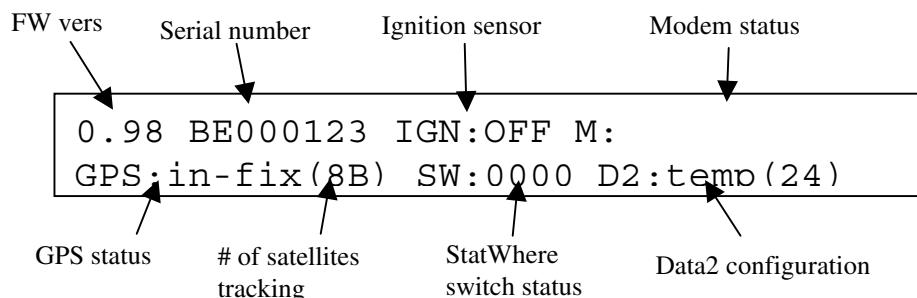 FW vers
Serial number
Ignition sensor
Modem status
0.98 BE000123 IGN:OFF M:
GPS:in-fix(8B) SW:0000 D2:temp(24)
GPS status
# of satellites
tracking
StatWhere
switch status
Data2 configuration